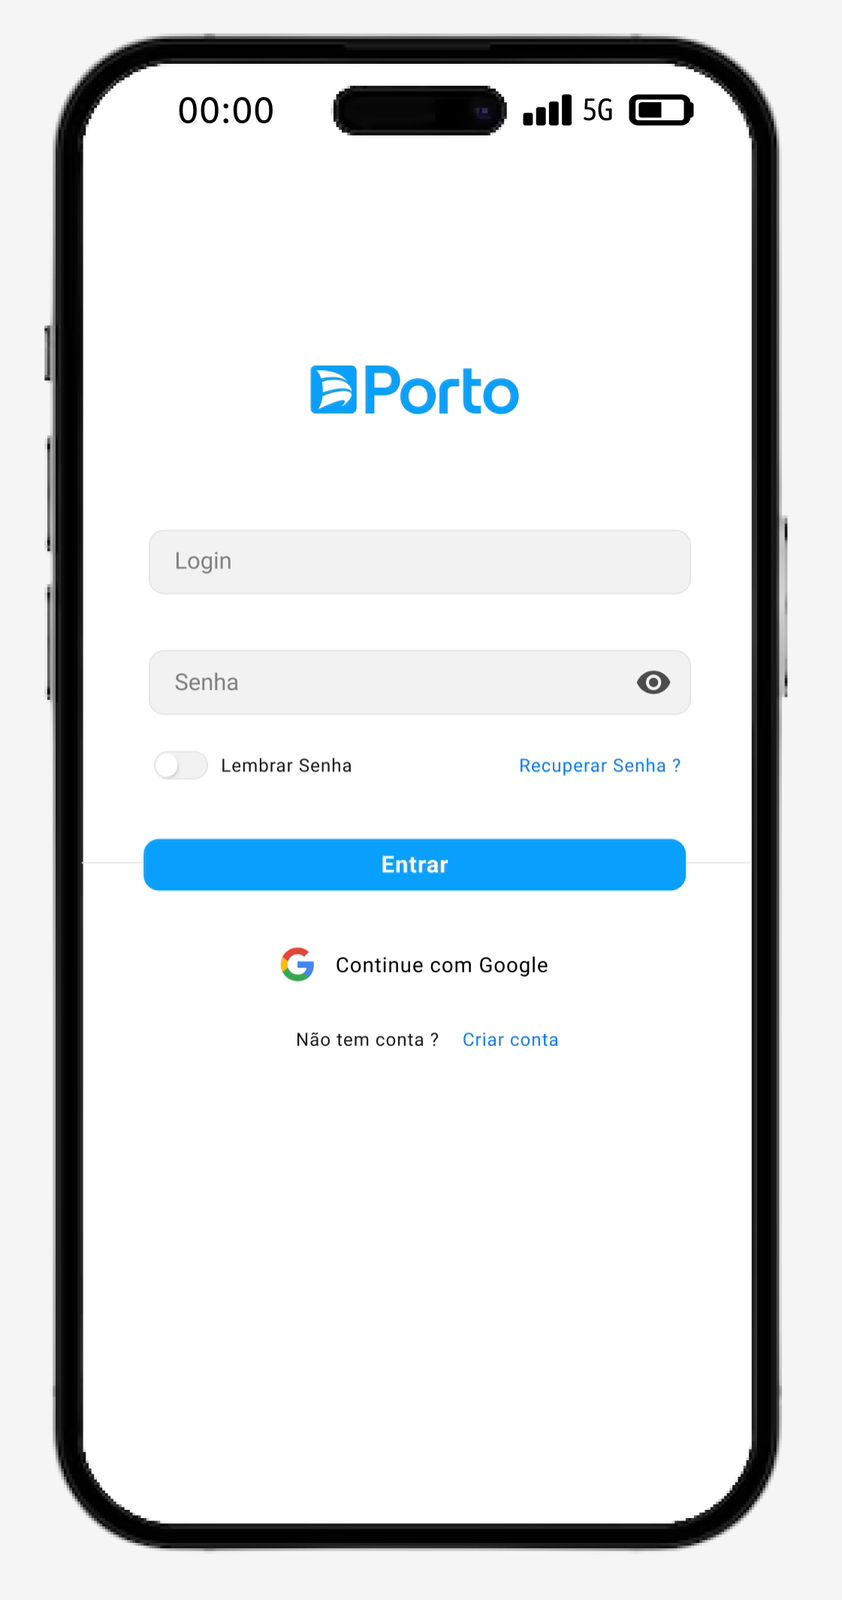 00:00 5G
Porto
Login
Senha
Lembrar Senha Recuperar Senha ?
Entrar
Continue com Google
Não tem conta ? Criar conta